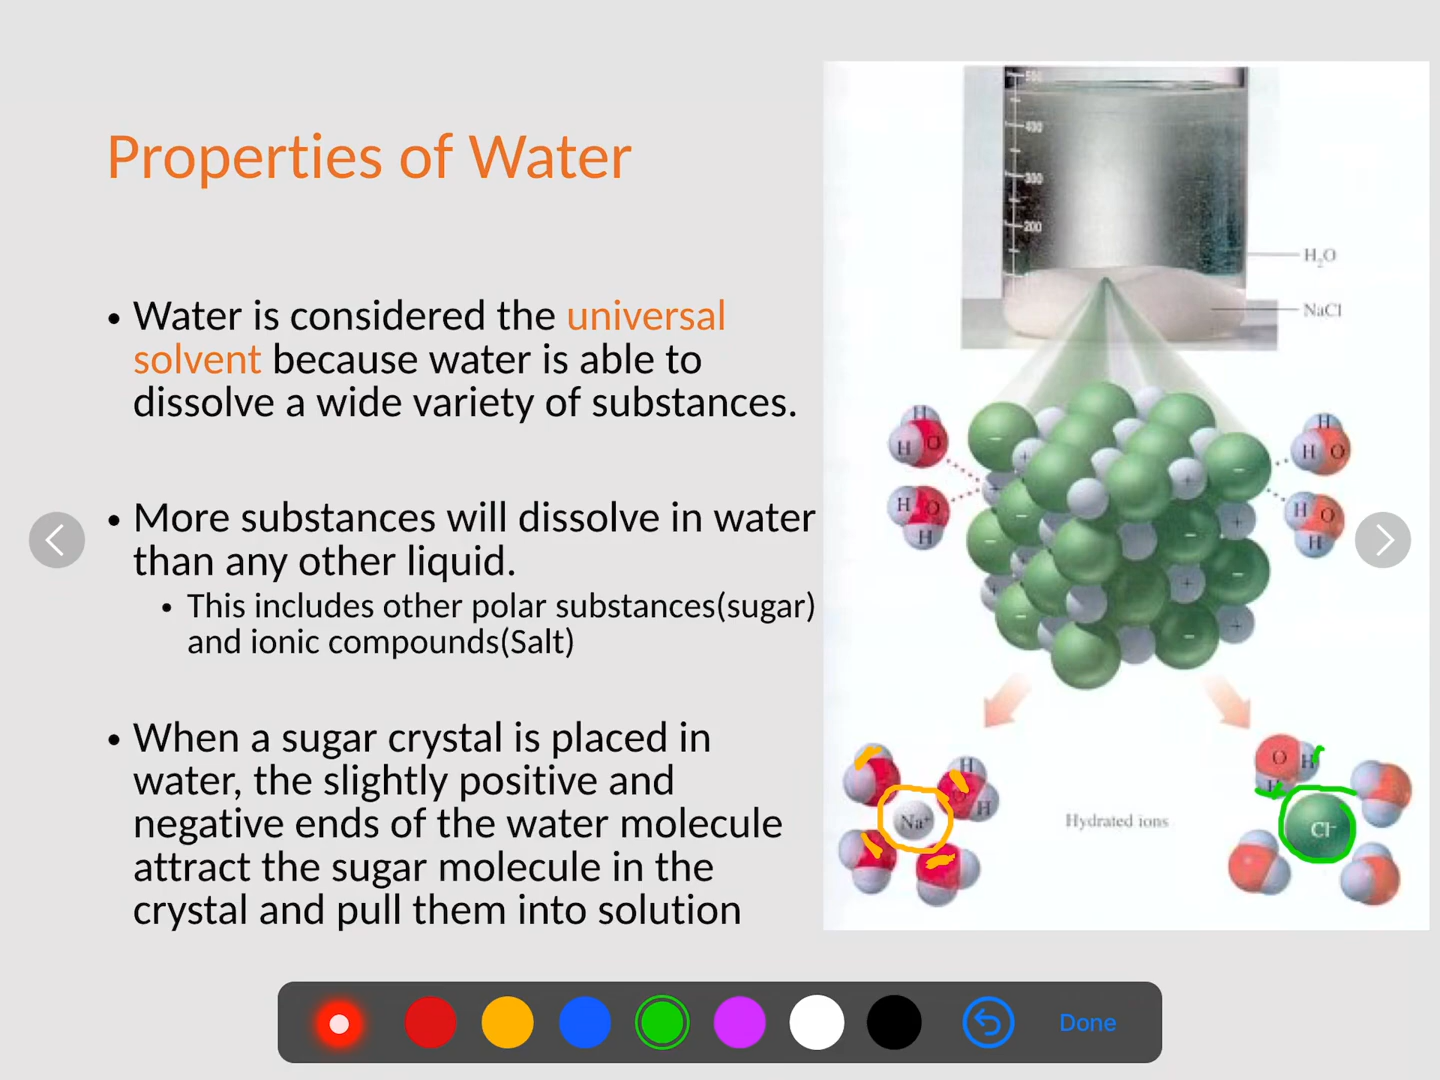 Properties of Water
• Water is considered the universal
solvent because water is able to
dissolve a wide variety of substances.
• More substances will dissolve in water
than any other liquid.
• This includes other polar substances(sugar)
and ionic compounds(Salt)
• When a sugar crystal is placed in
water, the slightly positive and
negative ends of the water molecule
attract the sugar molecule in the
crystal and pull them into solution
500
400
300
200
H₂O
NaCl
H
H O
H O
H
H
H O
H O
H
− + − + − + − − + − − +
H
O
H
Na⁺
Hydrated ions
O H
H
Cl⁻
Done